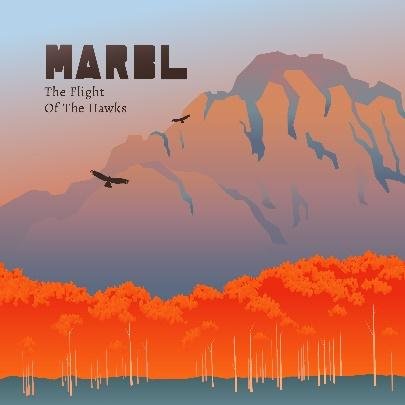 MARBL
The Flight
Of The Hawks